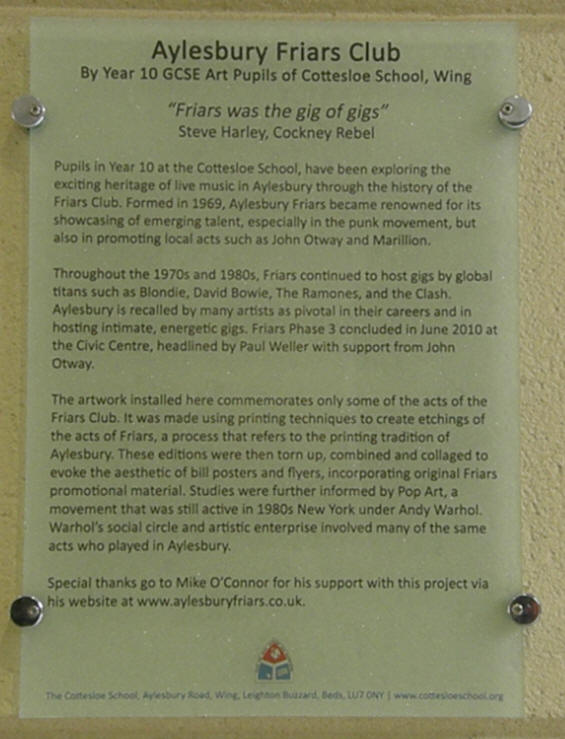 Aylesbury Friars Club
By Year 10 GCSE Art Pupils of Cottesloe School, Wing
“Friars was the gig of gigs”
Steve Harley, Cockney Rebel
Pupils in Year 10 at the Cottesloe School, have been exploring the
exciting heritage of live music in Aylesbury through the history of the
Friars Club. Formed in 1969, Aylesbury Friars became renowned for its
showcasing of emerging talent, especially in the punk movement, but
also in promoting local acts such as John Otway and Marillion.
Throughout the 1970s and 1980s, Friars continued to host gigs by global
titans such as Blondie, David Bowie, The Ramones, and the Clash.
Aylesbury is recalled by many artists as pivotal in their careers and in
hosting intimate, energetic gigs. Friars Phase 3 concluded in June 2010 at
the Civic Centre, headlined by Paul Weller with support from John
Otway.
The artwork installed here commemorates only some of the acts of the
Friars Club. It was made using printing techniques to create etchings of
the acts of Friars, a process that refers to the printing tradition of
Aylesbury. These editions were then torn up, combined and collaged to
evoke the aesthetic of bill posters and flyers, incorporating original Friars
promotional material. Studies were further informed by Pop Art, a
movement that was still active in 1980s New York under Andy Warhol.
Warhol’s social circle and artistic enterprise involved many of the same
acts who played in Aylesbury.
Special thanks go to Mike O’Connor for his support with this project via
his website at www.aylesburyfriars.co.uk.
The Cottesloe School, Aylesbury Road, Wing, Leighton Buzzard, Beds, LU7 0NY | www.cottesloeschool.org